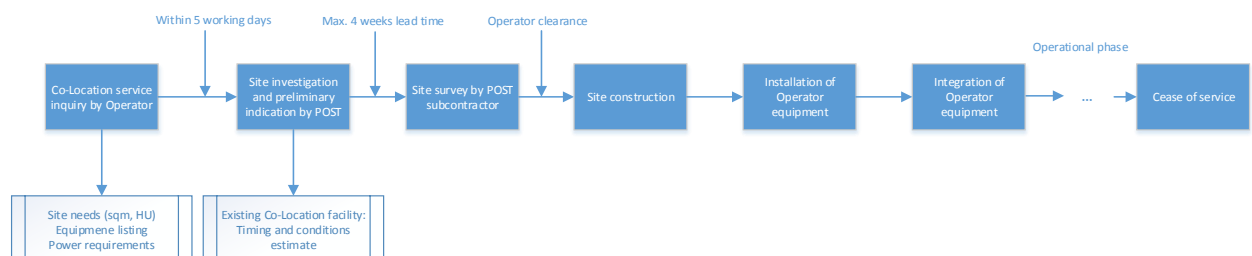 Within 5 working days
Max. 4 weeks lead time
Operator clearance
Operational phase
Co-Location service
inquiry by Operator
Site investigation
and preliminary
indication by POST
Site survey by POST
subcontractor
Site construction
Installation of
Operator
equipment
Integration of
Operator
equipment
...
Cease of service
Site needs (sqm, HU)
Equipmene listing
Power requirements
Existing Co-Location facility:
Timing and conditions
estimate